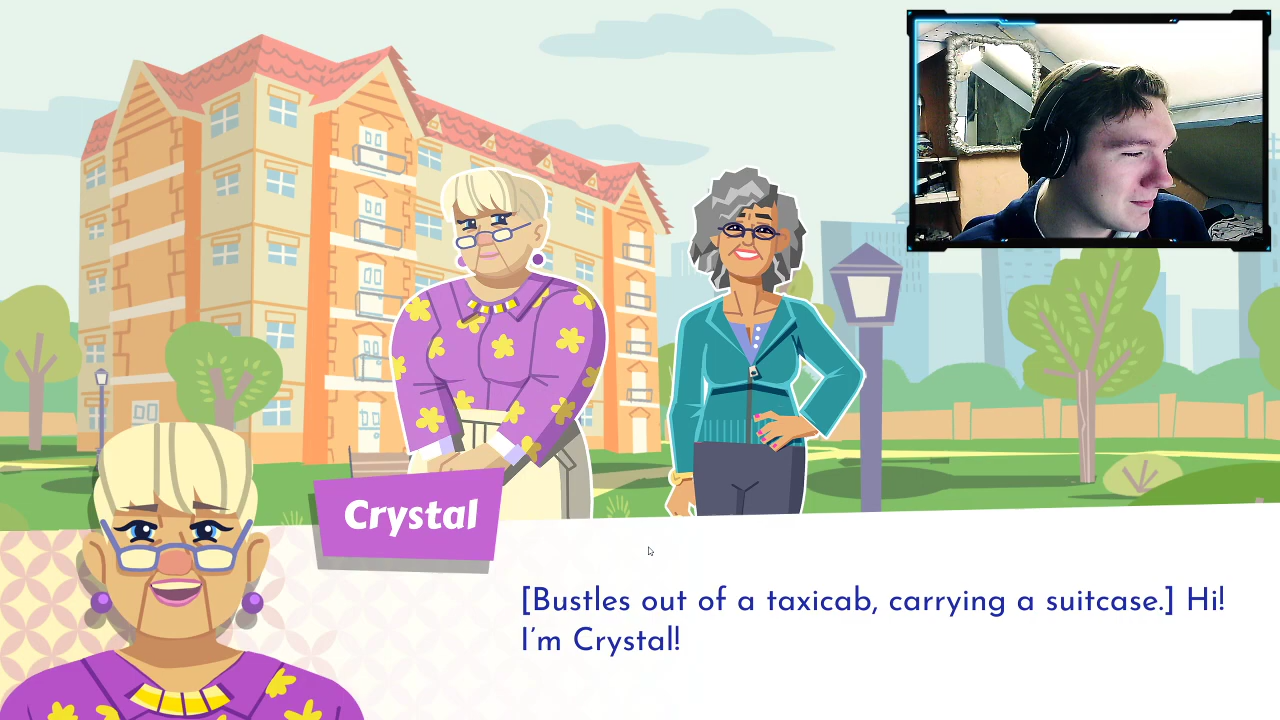 Crystal
[Bustles out of a taxicab, carrying a suitcase.] Hi!
I'm Crystal!